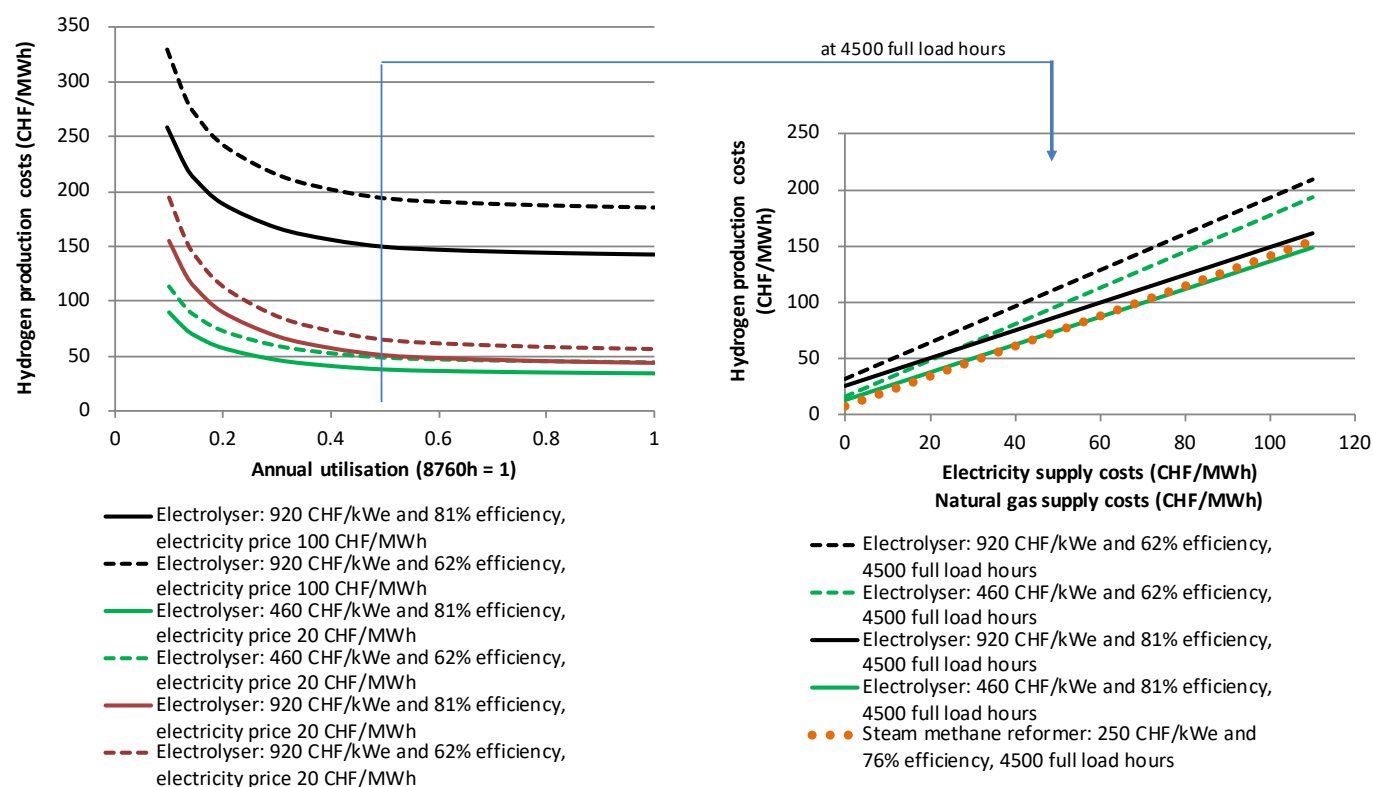 Hydrogen production costs (CHF/MWh)
350
300
250
200
150
100
50
0
0
0.2
0.4
0.6
0.8
1
Annual utilisation (8760h = 1)
Electrolyser: 920 CHF/kWe and 81% efficiency,
electricity price 100 CHF/MWh
Electrolyser: 920 CHF/kWe and 62% efficiency,
electricity price 100 CHF/MWh
Electrolyser: 460 CHF/kWe and 81% efficiency,
electricity price 20 CHF/MWh
Electrolyser: 460 CHF/kWe and 62% efficiency,
electricity price 20 CHF/MWh
Electrolyser: 920 CHF/kWe and 81% efficiency,
electricity price 20 CHF/MWh
Electrolyser: 920 CHF/kWe and 62% efficiency,
electricity price 20 CHF/MWh
at 4500 full load hours
Hydrogen production costs
(CHF/MWh)
250
200
150
100
50
0
0
20
40
60
80
100
120
Electricity supply costs (CHF/MWh)
Natural gas supply costs (CHF/MWh)
Electrolyser: 920 CHF/kWe and 62% efficiency,
4500 full load hours
Electrolyser: 460 CHF/kWe and 62% efficiency,
4500 full load hours
Electrolyser: 920 CHF/kWe and 81% efficiency,
4500 full load hours
Electrolyser: 460 CHF/kWe and 81% efficiency,
4500 full load hours
Steam methane reformer: 250 CHF/kWe and
76% efficiency, 4500 full load hours